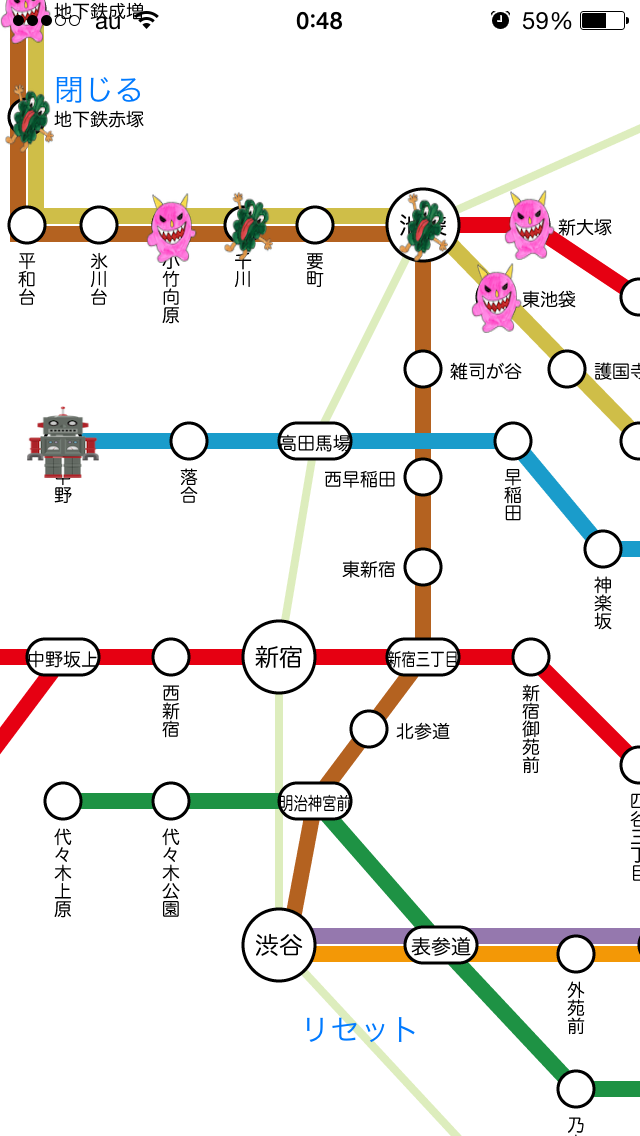 地下鉄成増
au 0:48 59%
閉じる
地下鉄赤塚
新大塚
平和台
氷川台
小竹向原
千川
要町
東池袋
雑司が谷
護国寺
高田馬場
落合
西早稲田
早稲田
東新宿
神楽坂
中野坂上
西新宿
新宿
新宿三丁目
新宿御苑前
北参道
明治神宮前
代々木上原
代々木公園
四谷三丁目
渋谷
表参道
外苑前
リセット
乃